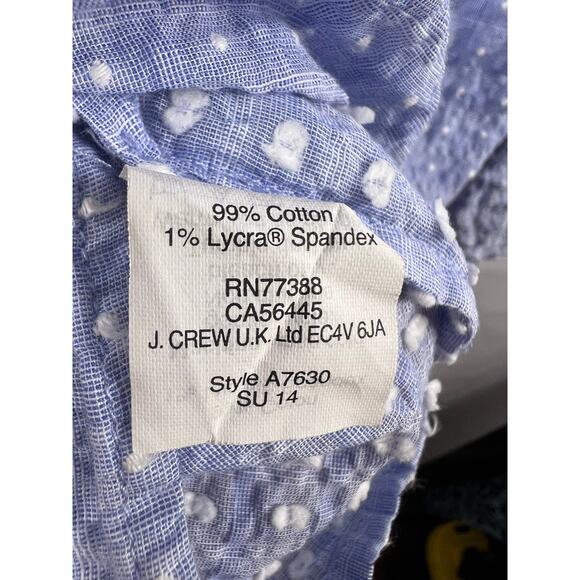 99% Cotton
1% Lycra® Spandex
RN77388
CA56445
J. CREW U.K. Ltd EC4V 6JA
Style A7630
SU 14